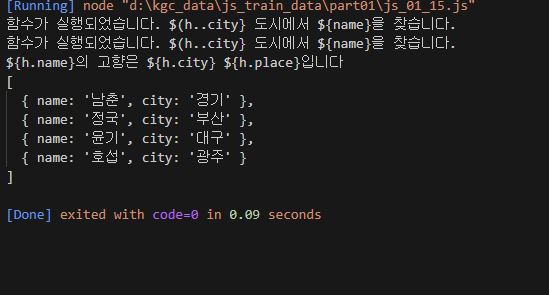 [Running] node "d:\kgc_data\js_train_data\part01\js_01_15.js"
함수가 실행되었습니다. $(h..city} 도시에서 ${name}을 찾습니다.
함수가 실행되었습니다. $(h..city} 도시에서 ${name}을 찾습니다.
${h.name}의 고향은 ${h.city} ${h.place}입니다
[
  { name: '남춘', city: '경기' },
  { name: '정국', city: '부산' },
  { name: '윤기', city: '대구' },
  { name: '호섭', city: '광주' }
]
[Done] exited with code=0 in 0.09 seconds